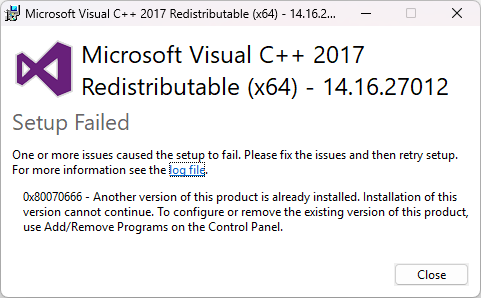 Microsoft Visual C++ 2017 Redistributable (x64) - 14.16.2...
Microsoft Visual C++ 2017
Redistributable (x64) - 14.16.27012
Setup Failed
One or more issues caused the setup to fail. Please fix the issues and then retry setup.
For more information see the log file.
0x80070666 - Another version of this product is already installed. Installation of this
version cannot continue. To configure or remove the existing version of this product,
use Add/Remove Programs on the Control Panel.
Close